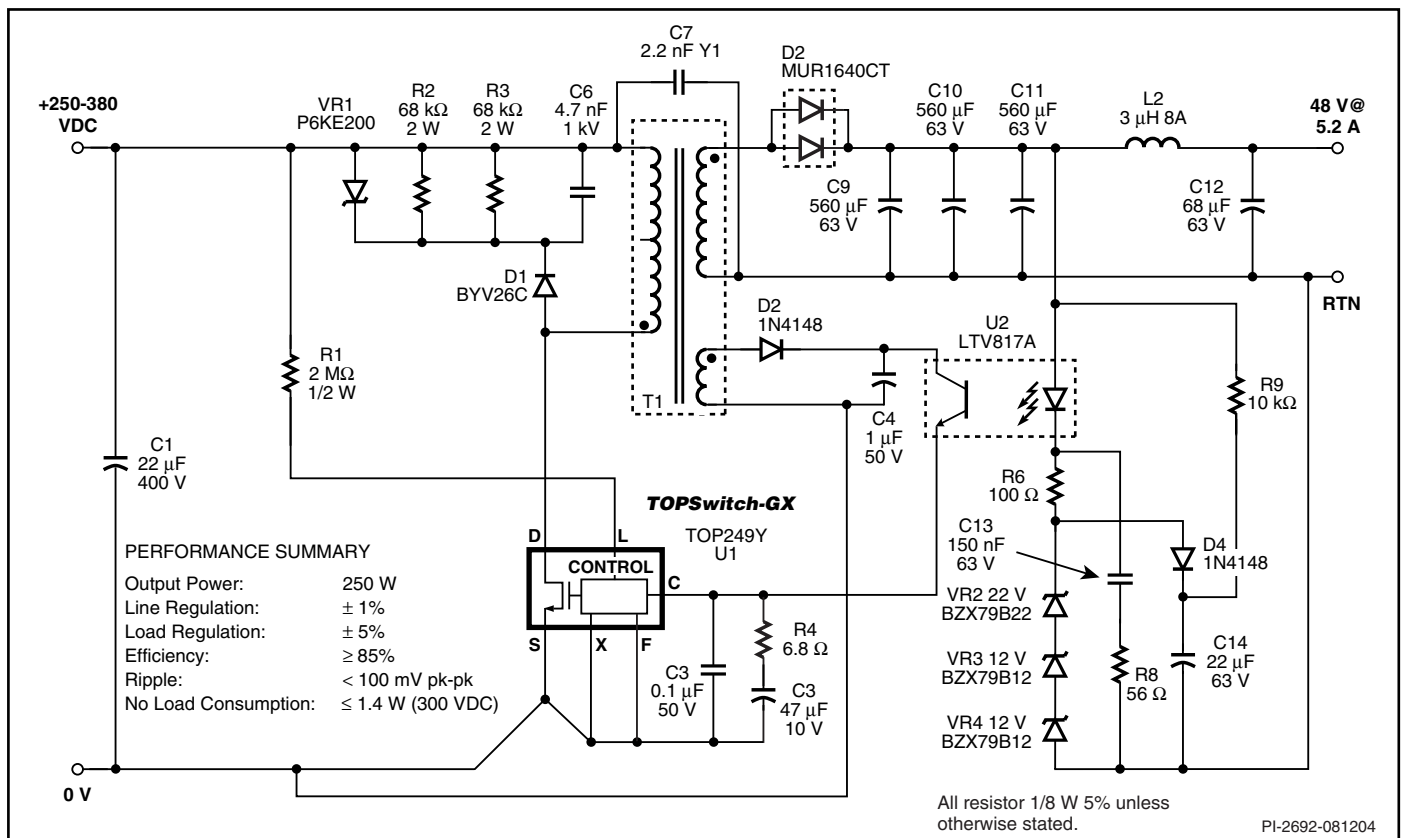 +250-380
VDC
VR1
P6KE200
R2
68 kΩ
2 W
R3
68 kΩ
2 W
C6
4.7 nF
1 kV
C7
2.2 nF Y1
D2
MUR1640CT
C10
560 µF
63 V
C11
560 µF
63 V
L2
3 µH 8A
48 V@
5.2 A
C9
560 µF
63 V
C12
68 µF
63 V
D1
BYV26C
RTN
D2
1N4148
U2
LTV817A
R1
2 MΩ
1/2 W
T1
C4
1 µF
50 V
R9
10 kΩ
C1
22 µF
400 V
R6
100 Ω
TOPSwitch-GX
TOP249Y
U1
C13
150 nF
63 V
D4
1N4148
D
L
CONTROL
C
S
X
F
PERFORMANCE SUMMARY
Output Power: 250 W
Line Regulation: ± 1%
Load Regulation: ± 5%
Efficiency: ≥ 85%
Ripple: < 100 mV pk-pk
No Load Consumption: ≤ 1.4 W (300 VDC)
VR2 22 V
BZX79B22
R4
6.8 Ω
C3
0.1 µF
50 V
C3
47 µF
10 V
VR3 12 V
BZX79B12
R8
56 Ω
C14
22 µF
63 V
VR4 12 V
BZX79B12
0 V
All resistor 1/8 W 5% unless
otherwise stated.
PI-2692-081204